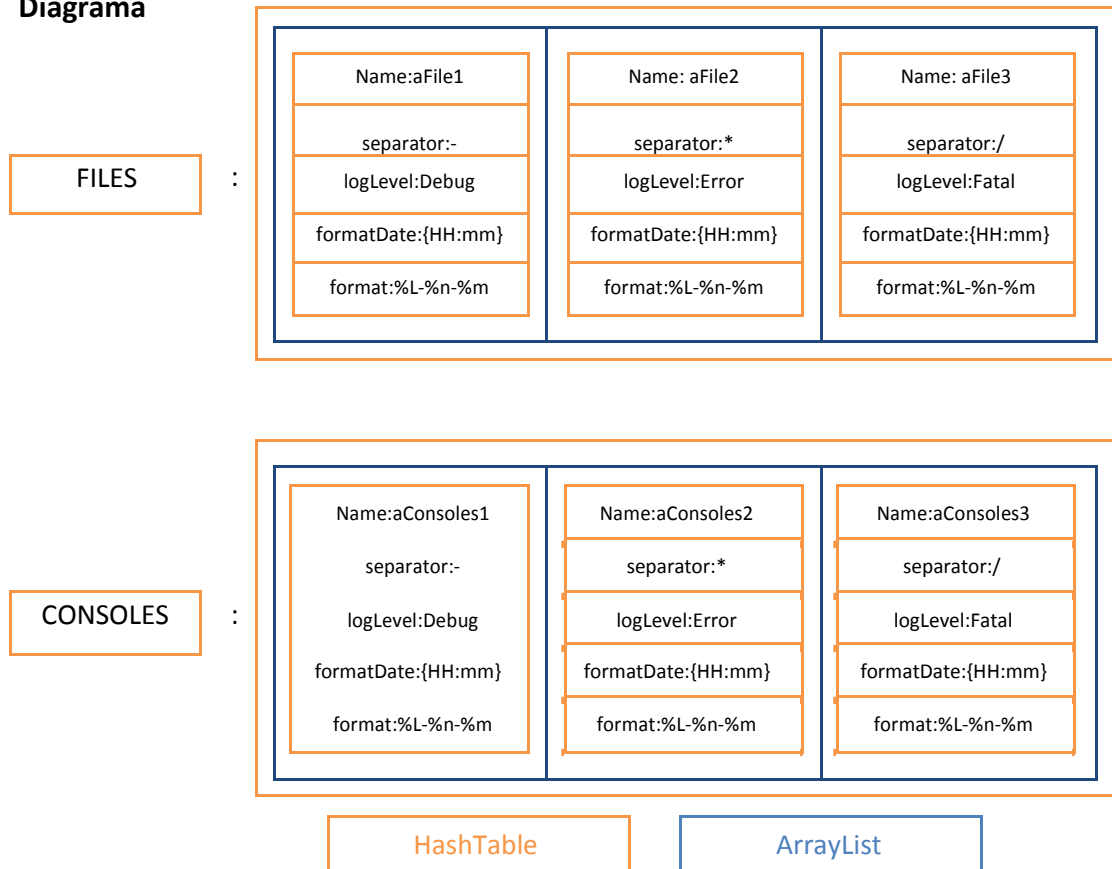 Diagrama
Name:aFile1 Name: aFile2 Name: aFile3
separator:- separator:* separator:/
FILES : logLevel:Debug logLevel:Error logLevel:Fatal
formatDate:{HH:mm} formatDate:{HH:mm} formatDate:{HH:mm}
format:%L-%n-%m format:%L-%n-%m format:%L-%n-%m
Name:aConsoles1 Name:aConsoles2 Name:aConsoles3
separator:- separator:* separator:/
CONSOLES : logLevel:Debug logLevel:Error logLevel:Fatal
formatDate:{HH:mm} formatDate:{HH:mm} formatDate:{HH:mm}
format:%L-%n-%m format:%L-%n-%m format:%L-%n-%m
HashTable ArrayList